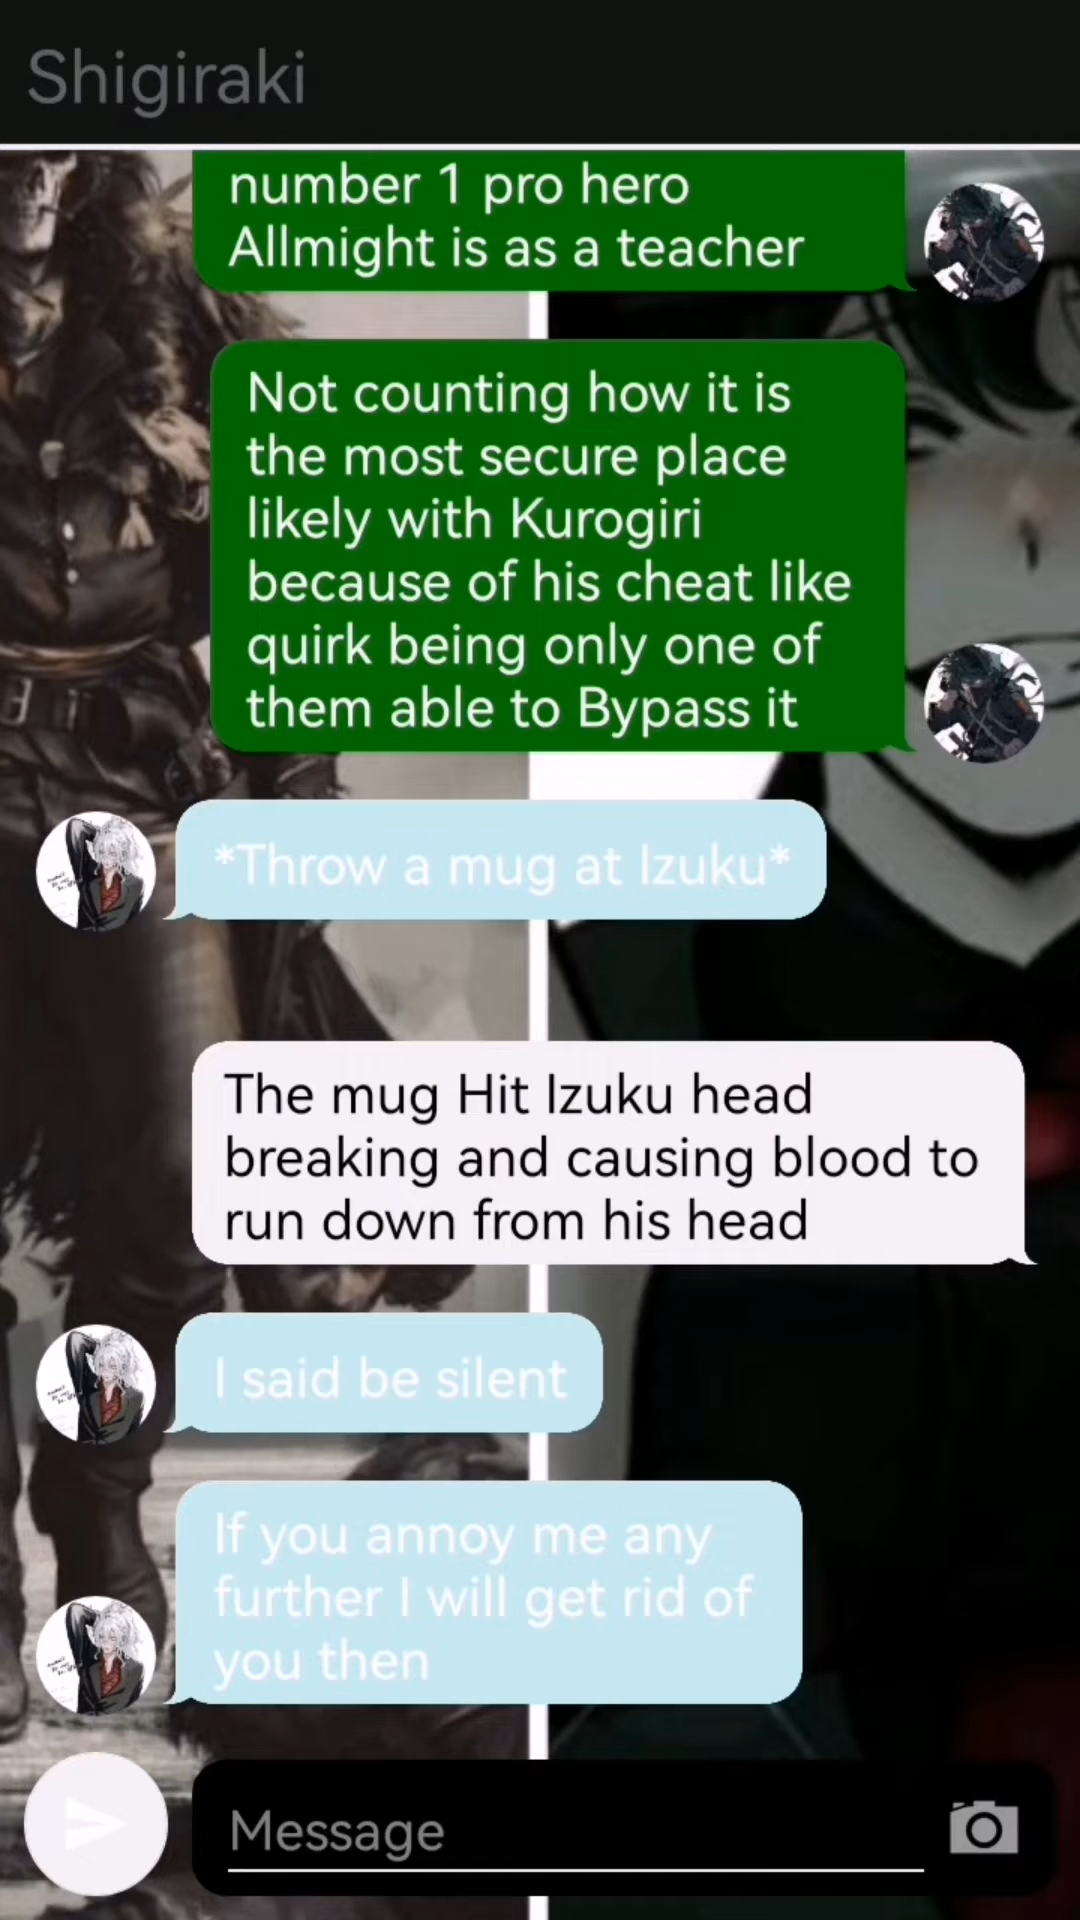 Shigiraki
number 1 pro hero
Allmight is as a teacher
Not counting how it is
the most secure place
likely with Kurogiri
because of his cheat like
quirk being only one of
them able to Bypass it
*Throw a mug at Izuku*
The mug Hit Izuku head
breaking and causing blood to
run down from his head
I said be silent
If you annoy me any
further I will get rid of
you then
Message